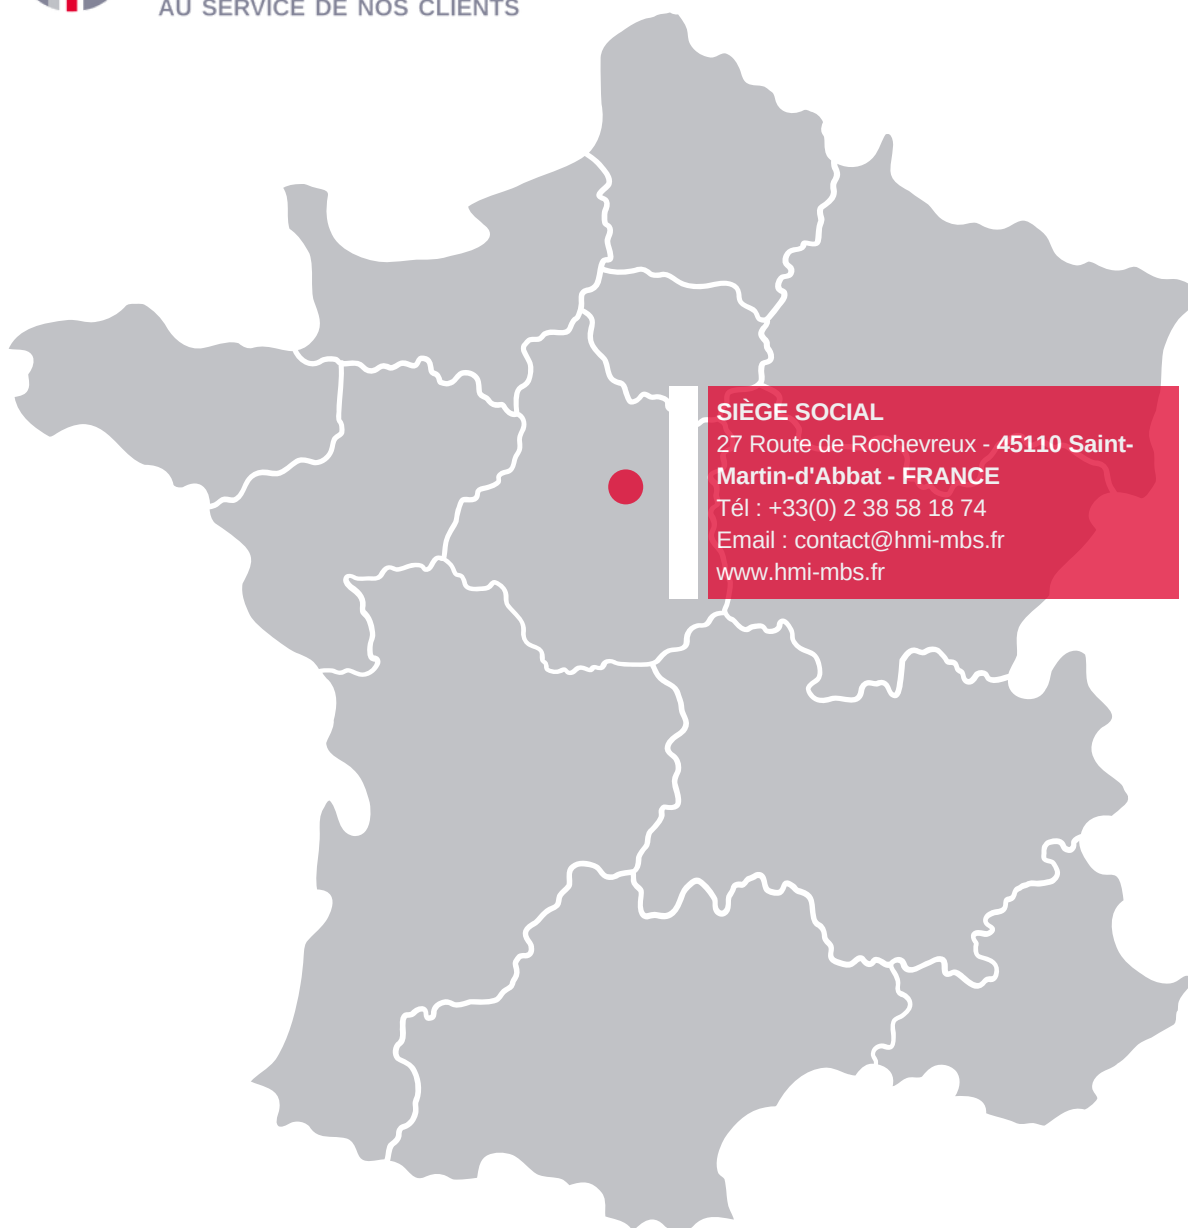 AU SERVICE DE NOS CLIENTS
SIÈGE SOCIAL
27 Route de Rochevreux - 45110 Saint-
Martin-d'Abbat - FRANCE
Tél : +33(0) 2 38 58 18 74
Email : contact@hmi-mbs.fr
www.hmi-mbs.fr